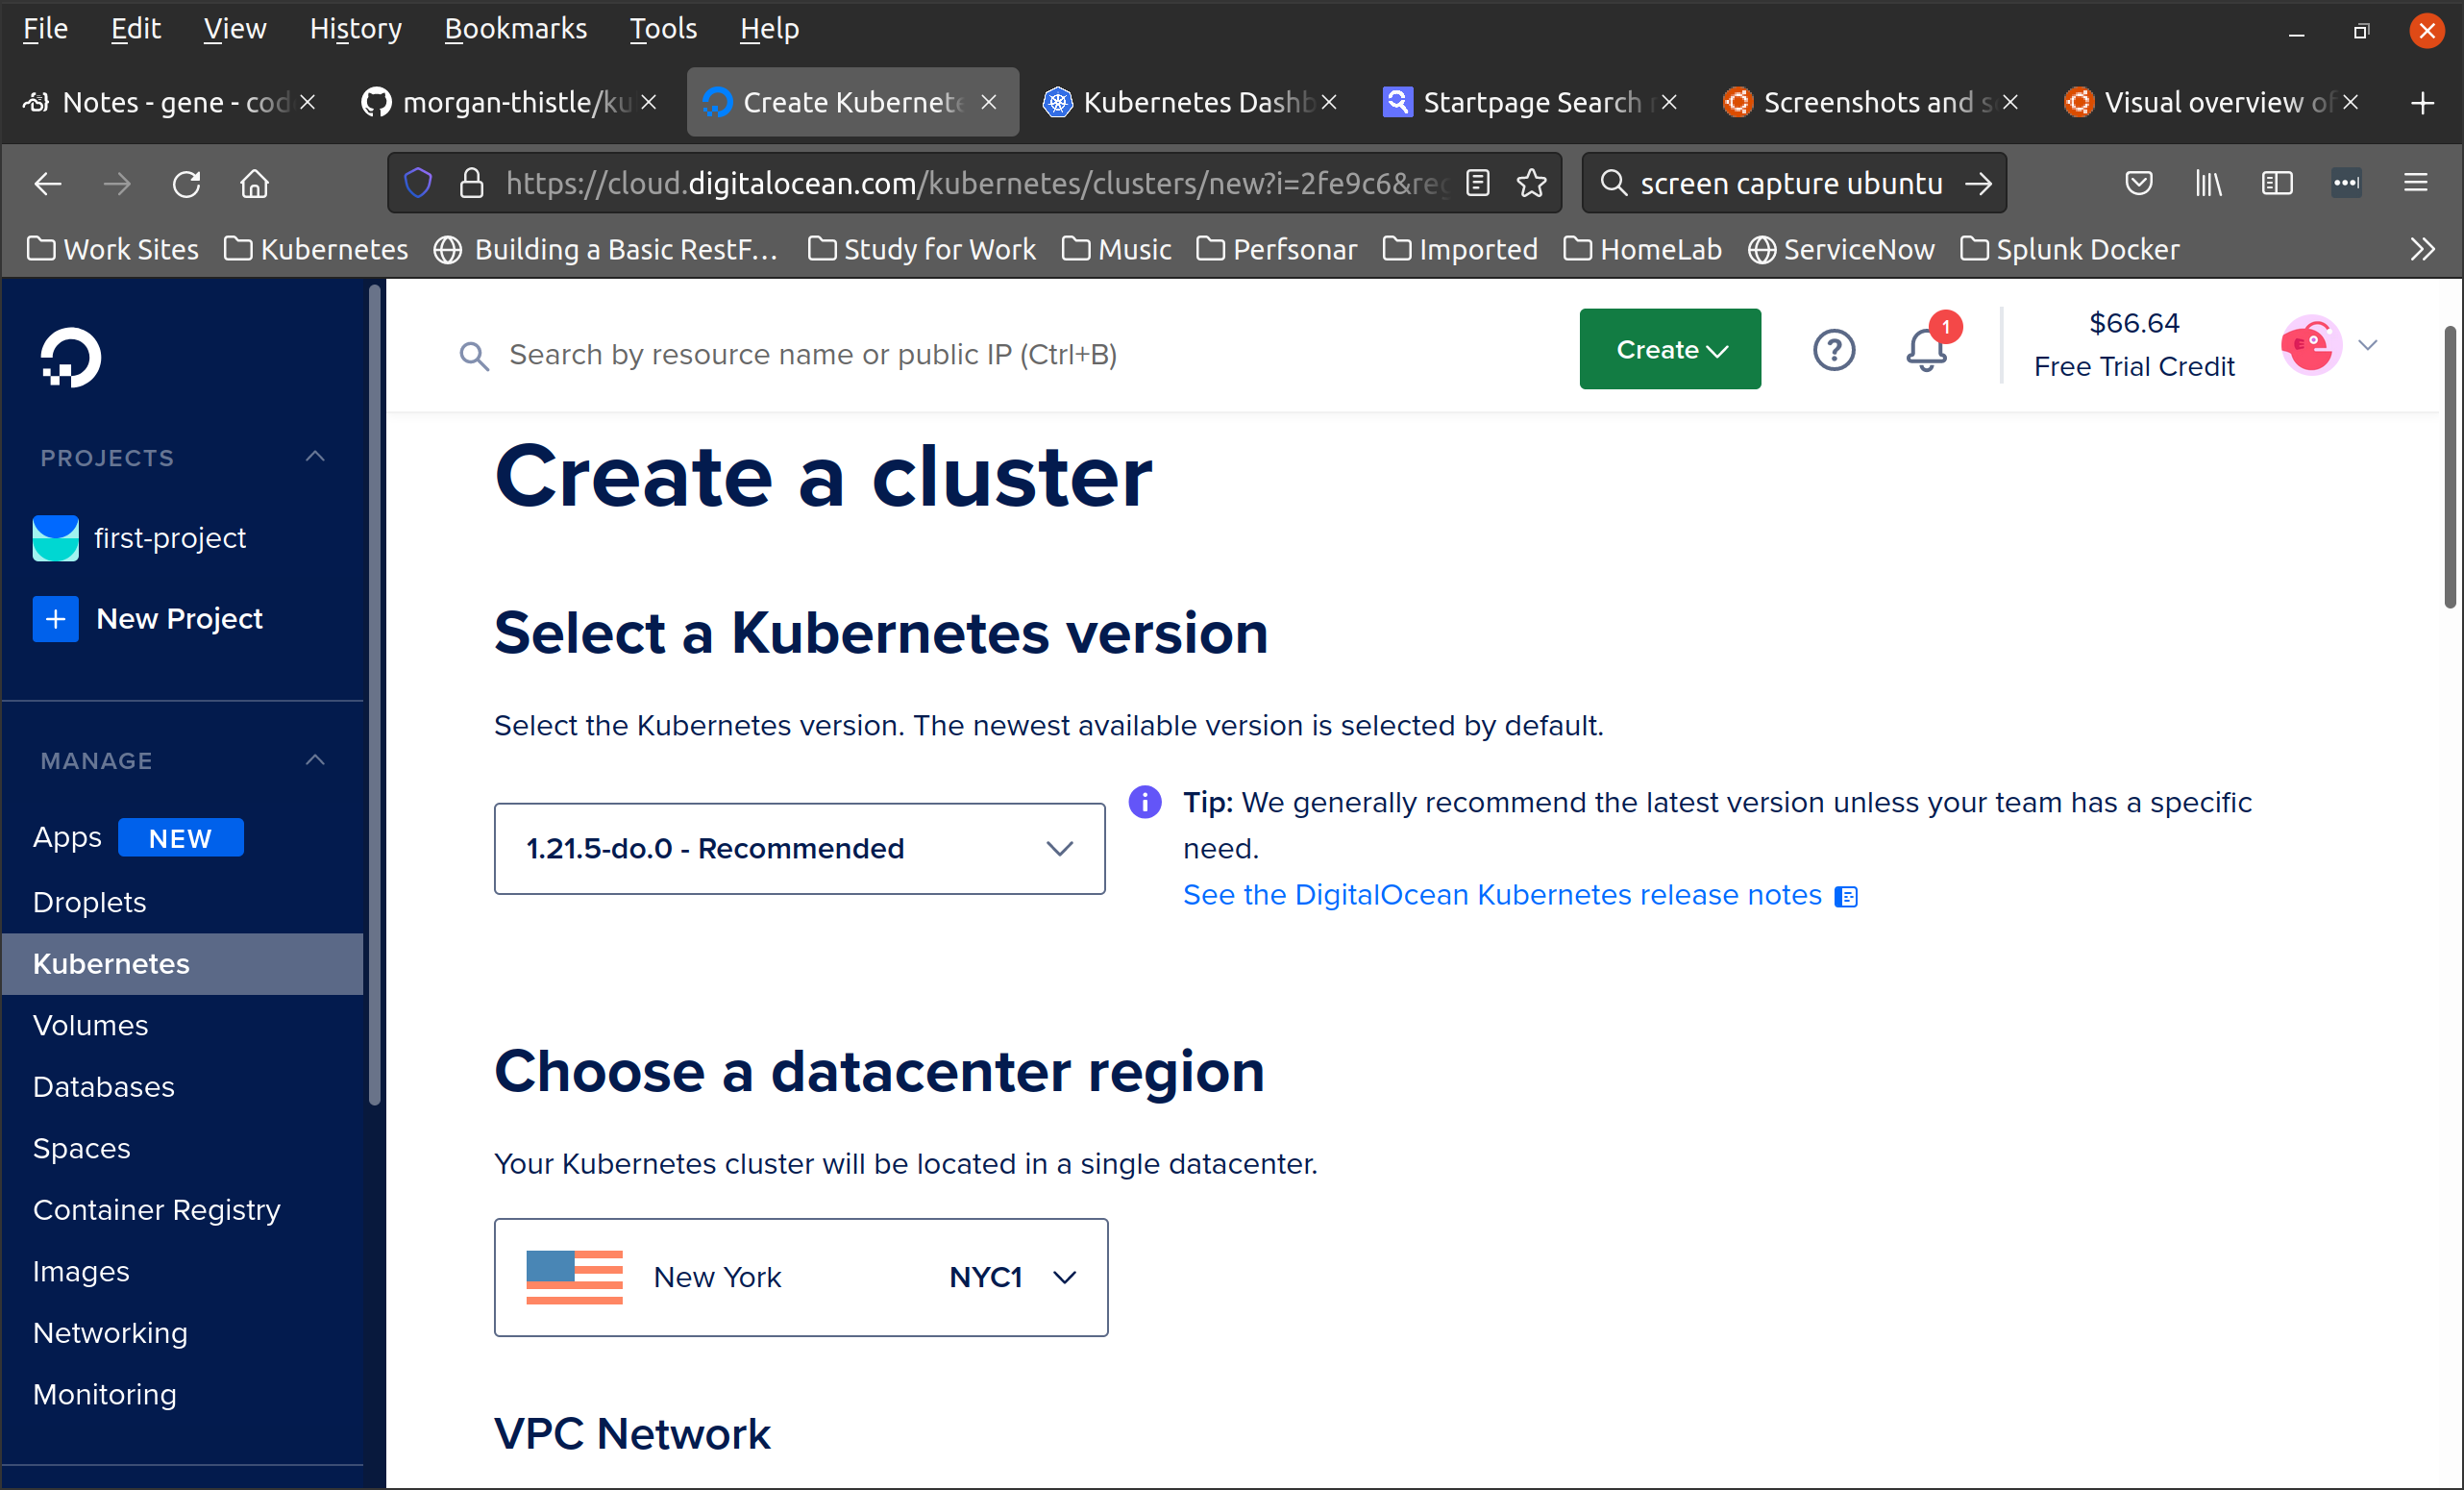 File Edit View History Bookmarks Tools Help
Notes - gene - cod morgan-thistle/ku Create Kubernete Kubernetes Dashb Startpage Search Screenshots and s Visual overview of
https://cloud.digitalocean.com/kubernetes/clusters/new?i=2fe9c6&reg screen capture ubuntu
Work Sites Kubernetes Building a Basic RestF... Study for Work Music Perfsonar Imported HomeLab ServiceNow Splunk Docker
Search by resource name or public IP (Ctrl+B) Create 1 $66.64
Free Trial Credit
PROJECTS
first-project
New Project
MANAGE
Apps NEW
Droplets
Kubernetes
Volumes
Databases
Spaces
Container Registry
Images
Networking
Monitoring
Create a cluster
Select a Kubernetes version
Select the Kubernetes version. The newest available version is selected by default.
1.21.5-do.0 - Recommended
Tip: We generally recommend the latest version unless your team has a specific
need.
See the DigitalOcean Kubernetes release notes
Choose a datacenter region
Your Kubernetes cluster will be located in a single datacenter.
New York NYC1
VPC Network